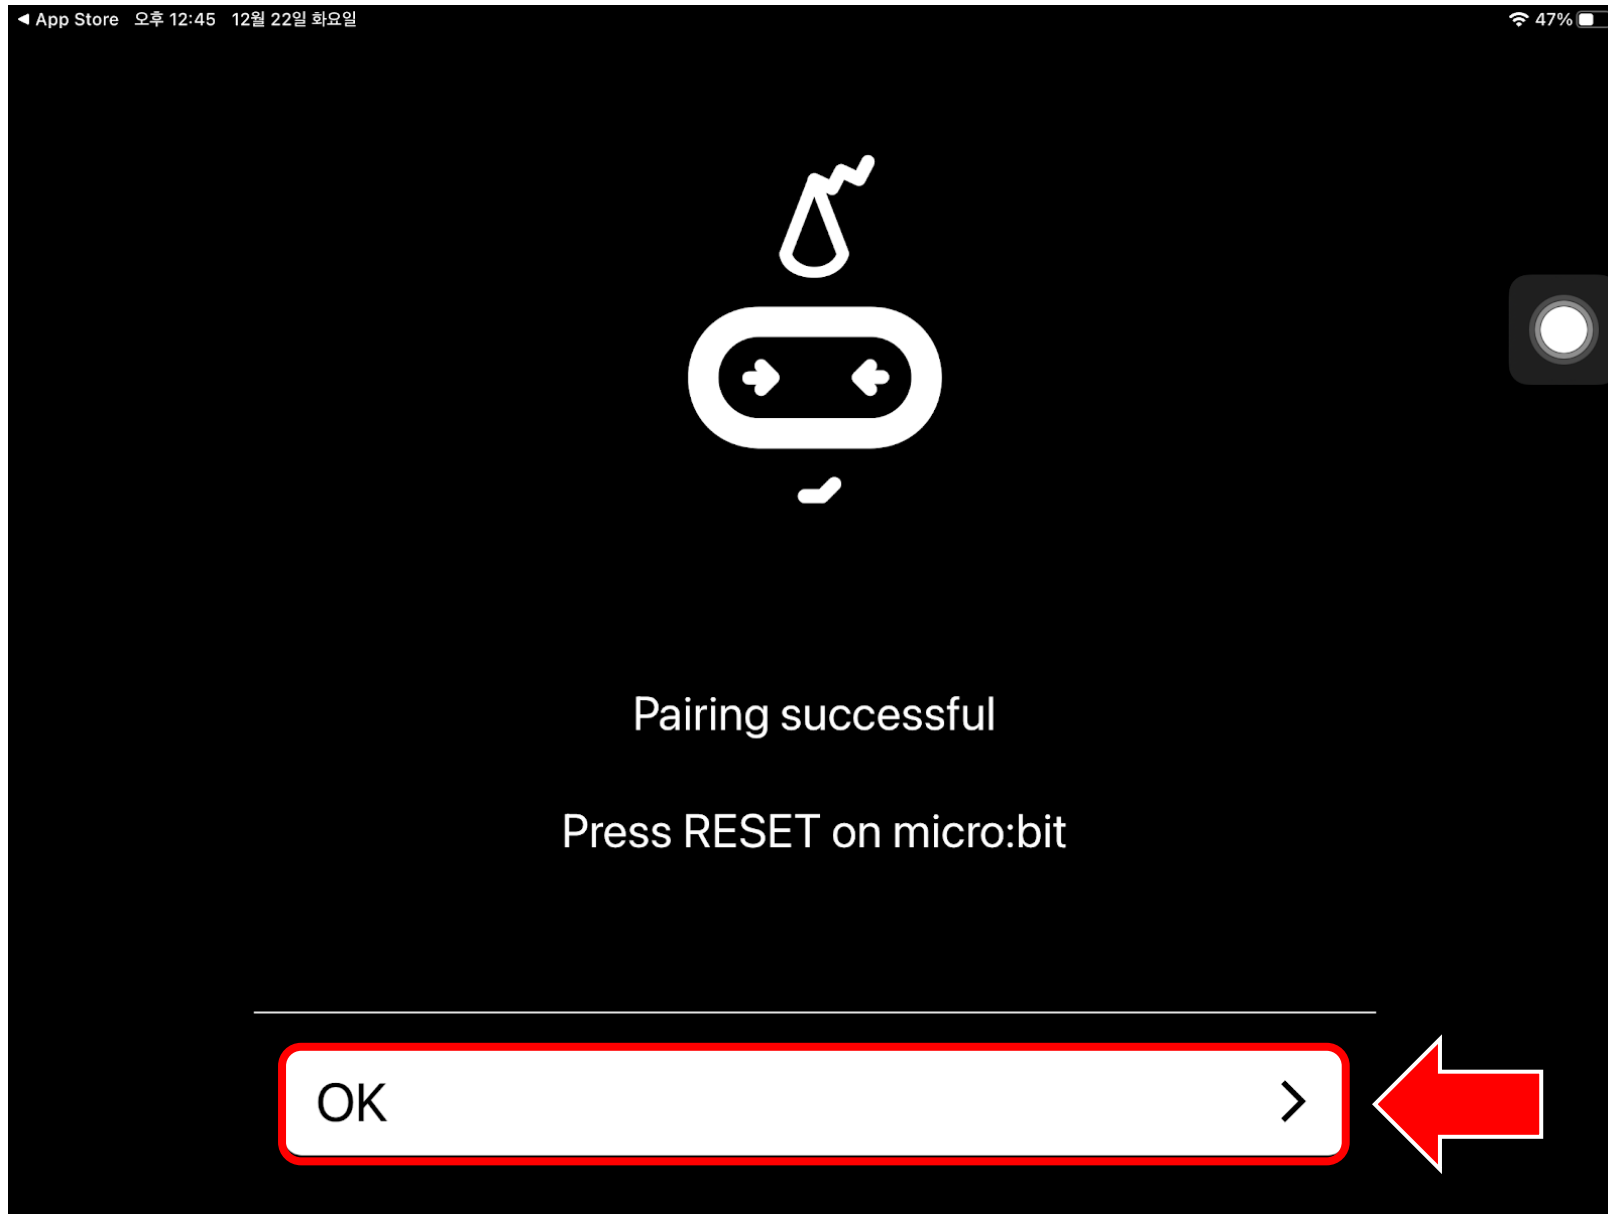 ◀ App Store 오후 12:45 12월 22일 화요일 47%
Pairing successful
Press RESET on micro:bit
OK